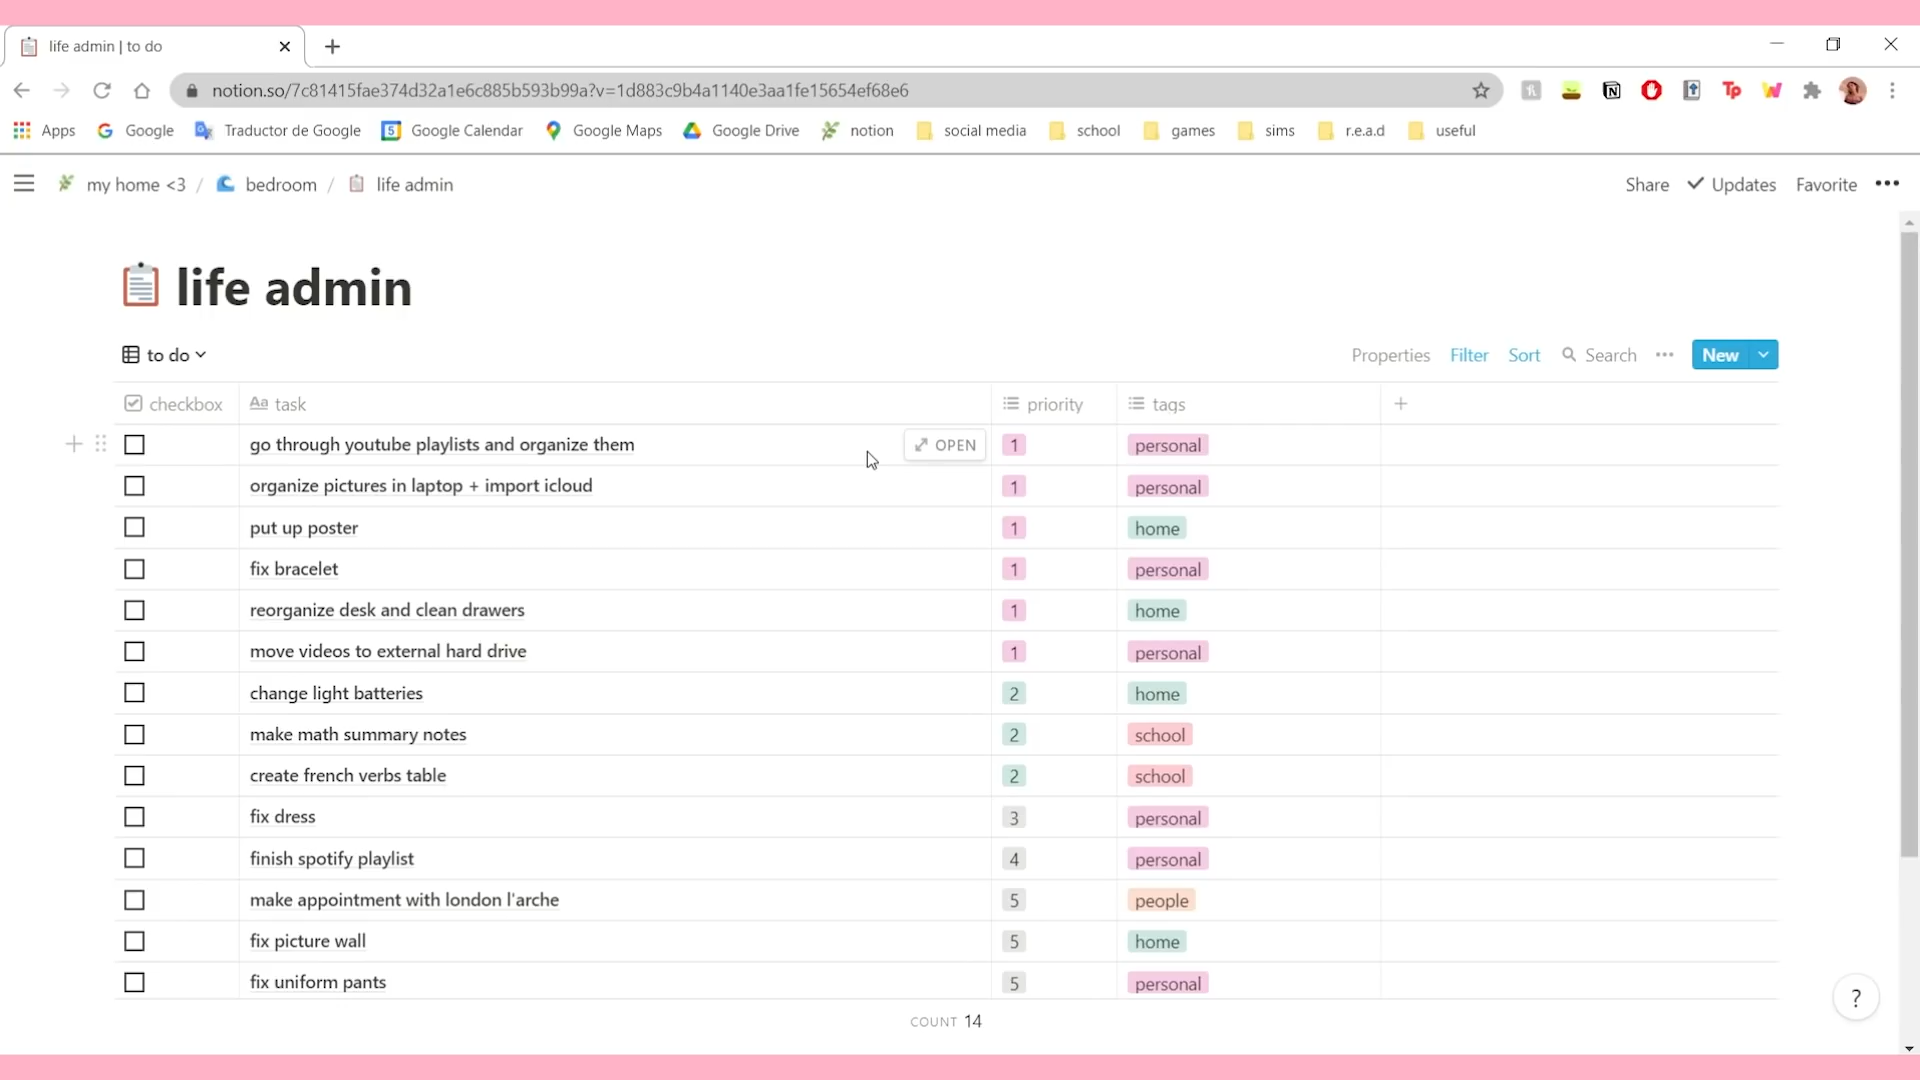 life admin | to do
notion.so/7c81415fae374d32a1e6c885b593b99a?v=1d883c9b4a1140e3aa1fe15654ef68e6
Apps Google Traductor de Google 5 Google Calendar Google Maps Google Drive notion social media school games sims r.e.a.d useful
my home <3 / bedroom / life admin Share Updates Favorite
life admin
to do Properties Filter Sort Search New
checkbox Aa task priority tags
go through youtube playlists and organize them OPEN 1 personal
organize pictures in laptop + import icloud 1 personal
put up poster 1 home
fix bracelet 1 personal
reorganize desk and clean drawers 1 home
move videos to external hard drive 1 personal
change light batteries 2 home
make math summary notes 2 school
create french verbs table 2 school
fix dress 3 personal
finish spotify playlist 4 personal
make appointment with london l'arche 5 people
fix picture wall 5 home
fix uniform pants 5 personal
COUNT 14
?